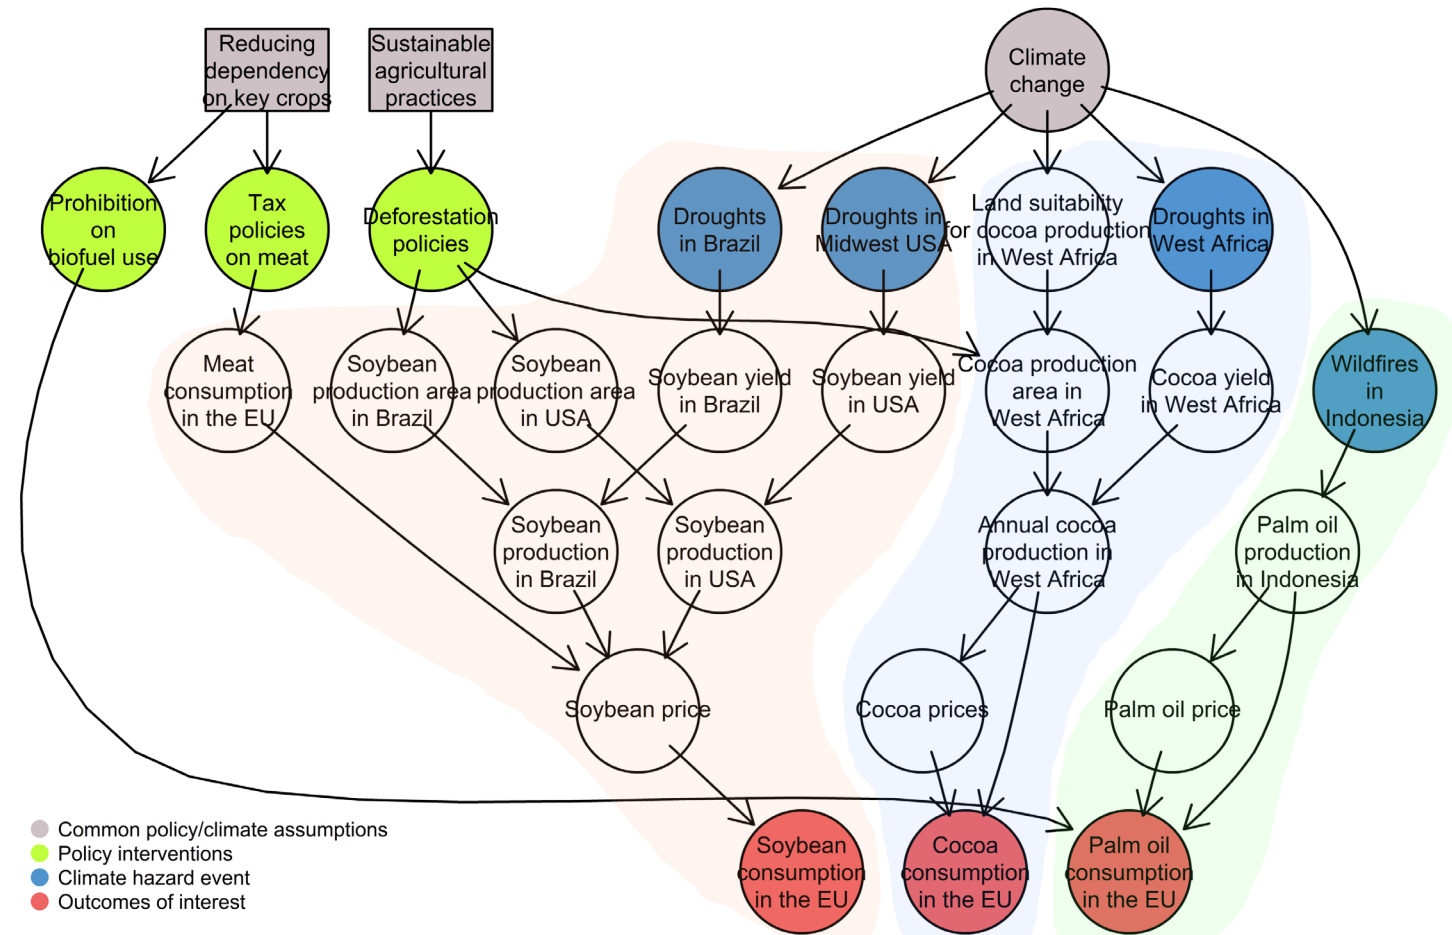 Reducing
dependency
on key crops
Sustainable
agricultural
practices
Climate
change
Prohibition
on
biofuel use
Tax
policies
on meat
Deforestation
policies
Droughts
in Brazil
Droughts in
Midwest USA
Land suitability
for cocoa production
in West Africa
Droughts in
West Africa
Meat
consumption
in the EU
Soybean
production area
in Brazil
Soybean
production area
in USA
Soybean yield
in Brazil
Soybean yield
in USA
Cocoa production
area in
West Africa
Cocoa yield
in West Africa
Wildfires
in
Indonesia
Soybean
production
in Brazil
Soybean
production
in USA
Annual cocoa
production in
West Africa
Palm oil
production
in Indonesia
Soybean price
Cocoa prices
Palm oil price
Soybean
consumption
in the EU
Cocoa
consumption
in the EU
Palm oil
consumption
in the EU
Common policy/climate assumptions
Policy interventions
Climate hazard event
Outcomes of interest